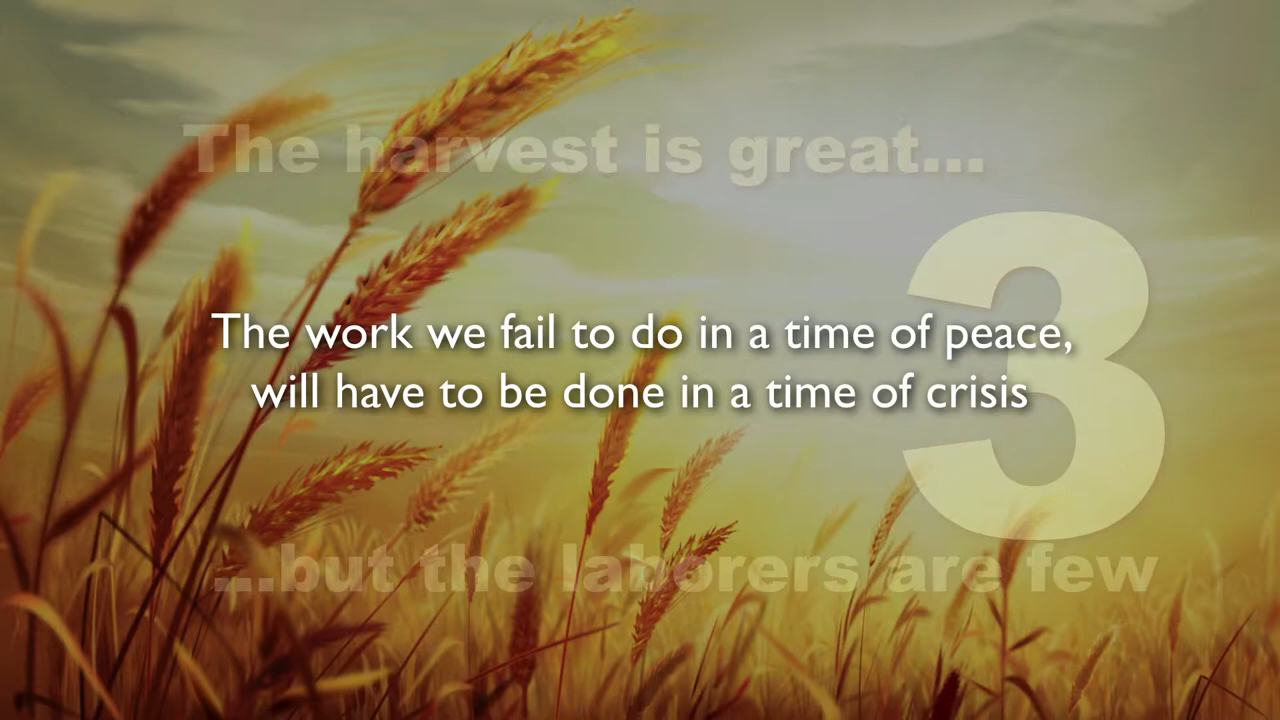 The harvest is great...
3
The work we fail to do in a time of peace,
will have to be done in a time of crisis
...but the laborers are few